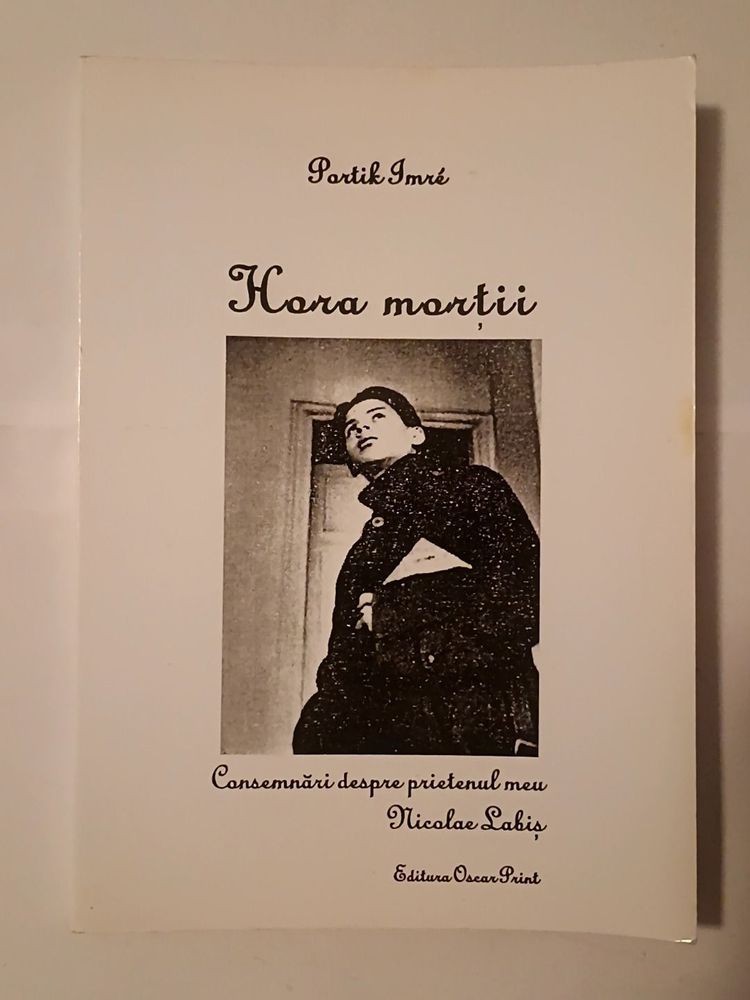 Portik Imré
Hora morții
Consemnări despre prietenul meu
Nicolae Labiș
Editura Oscar Print